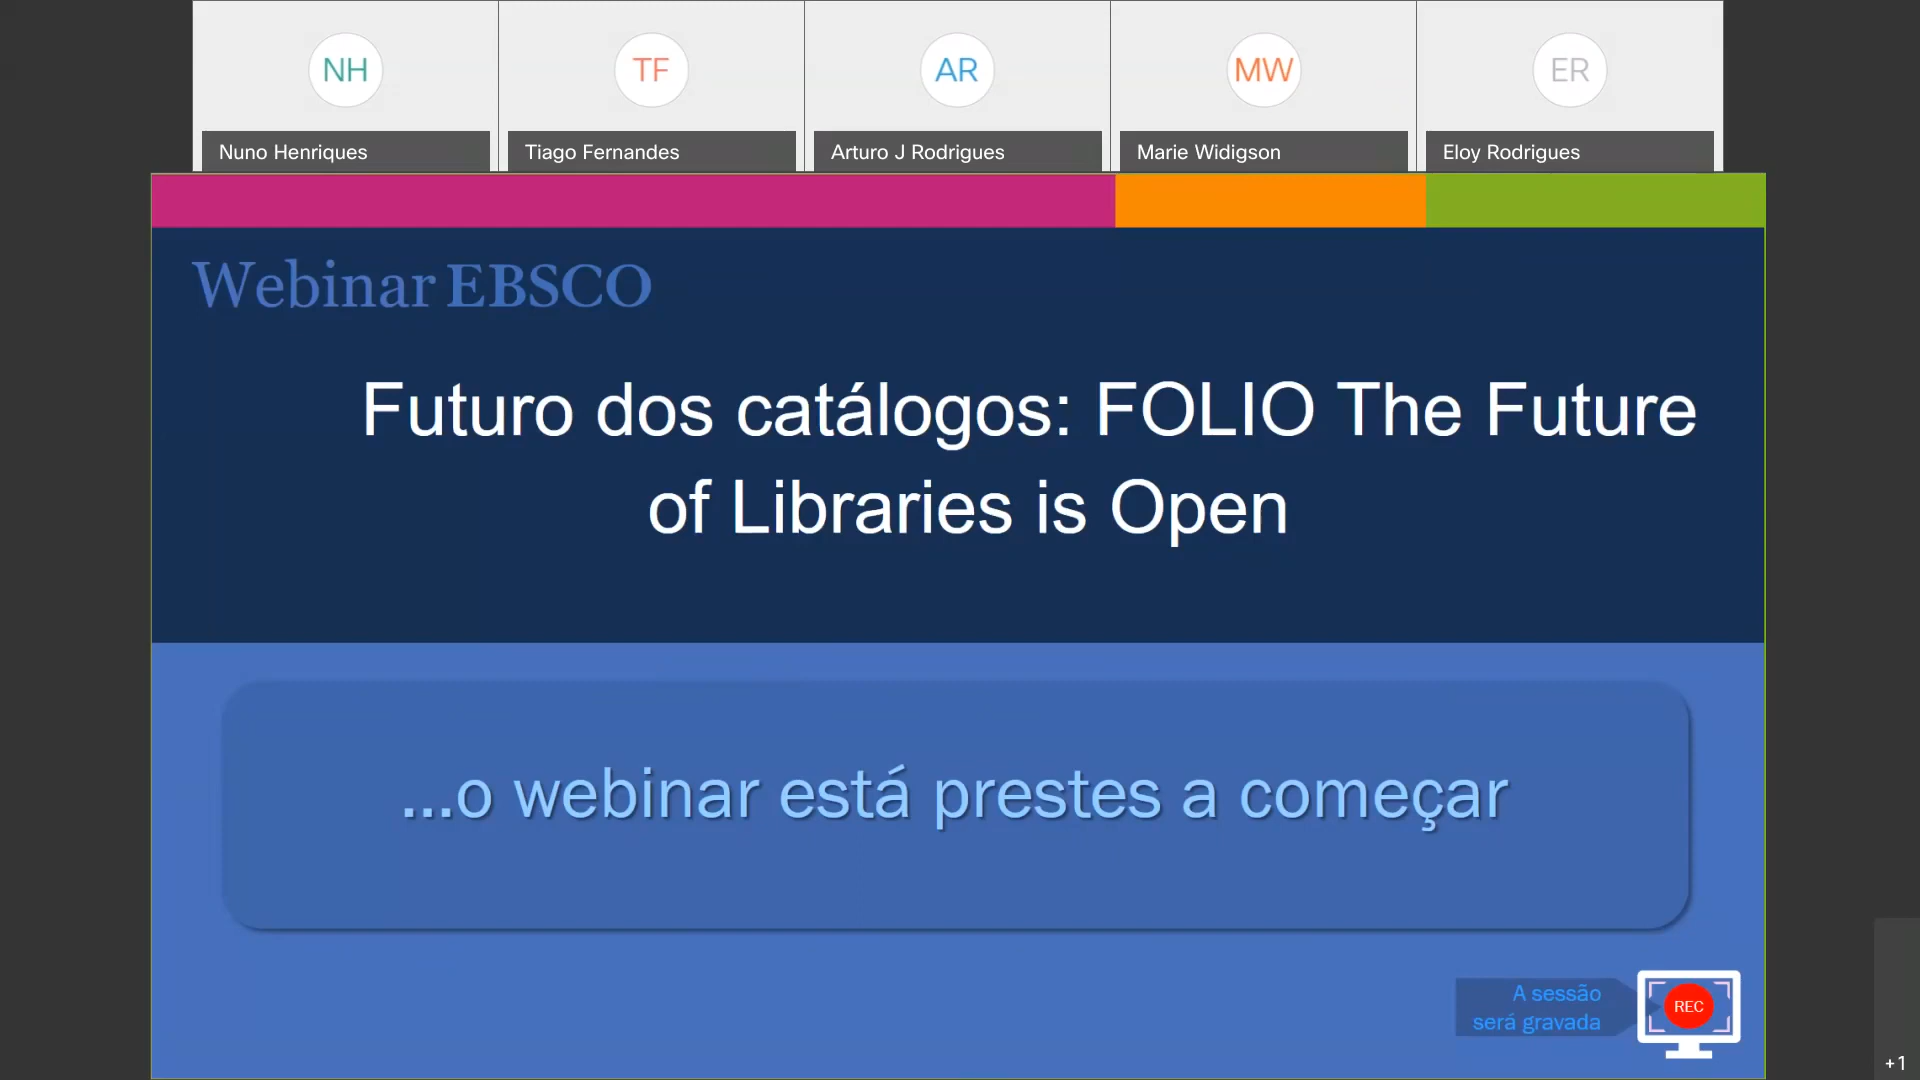 NH
TF
AR
MW
ER
Nuno Henriques
Tiago Fernandes
Arturo J Rodrigues
Marie Widigson
Eloy Rodrigues
Webinar EBSCO
Futuro dos catálogos: FOLIO The Future
of Libraries is Open
...o webinar está prestes a começar
A sessão
será gravada
REC
+1